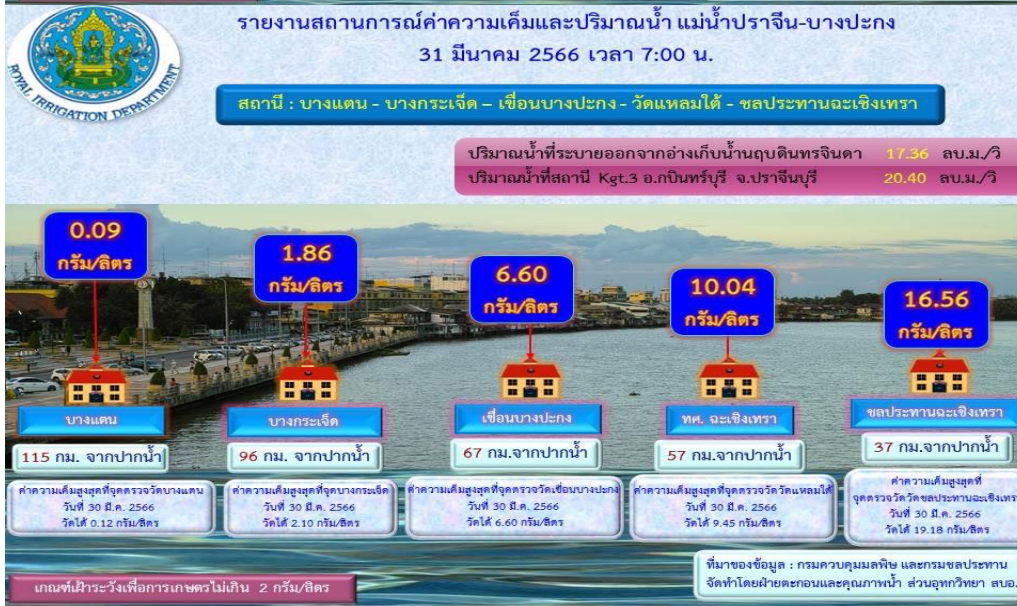 รายงานสถานการณ์ค่าความเค็มและปริมาณน้ำ แม่น้ำปราจีน-บางปะกง
31 มีนาคม 2566 เวลา 7:00 น.
ROYAL IRRIGATION DEPARTMENT
สถานี : บางแตน - บางกระเจ็ด – เขื่อนบางปะกง - วัดแหลมใต้ - ชลประทานฉะเชิงเทรา
ปริมาณน้ำที่ระบายออกจากอ่างเก็บน้ำนฤบดินทรจินดา 17.36 ลบ.ม./วิ
ปริมาณน้ำที่สถานี Kgt.3 อ.กบินทร์บุรี จ.ปราจีนบุรี 20.40 ลบ.ม./วิ
0.09
กรัม/ลิตร
1.86
กรัม/ลิตร
6.60
กรัม/ลิตร
10.04
กรัม/ลิตร
16.56
กรัม/ลิตร
บางแตน
บางกระเจ็ด
เขื่อนบางปะกง
ทศ. ฉะเชิงเทรา
ชลประทานฉะเชิงเทรา
115 กม. จากปากน้ำ
96 กม. จากปากน้ำ
67 กม.จากปากน้ำ
57 กม.จากปากน้ำ
37 กม.จากปากน้ำ
ค่าความเค็มสูงสุดที่จุดตรวจวัดบางแตน
วันที่ 30 มี.ค. 2566
วัดได้ 0.12 กรัม/ลิตร
ค่าความเค็มสูงสุดที่จุดบางกระเจ็ด
วันที่ 30 มี.ค. 2566
วัดได้ 2.10 กรัม/ลิตร
ค่าความเค็มสูงสุดที่จุดตรวจวัดเขื่อนบางปะกง
วันที่ 30 มี.ค. 2566
วัดได้ 6.60 กรัม/ลิตร
ค่าความเค็มสูงสุดที่จุดตรวจวัดวัดแหลมใต้
วันที่ 30 มี.ค. 2566
วัดได้ 9.45 กรัม/ลิตร
ค่าความเค็มสูงสุดที่
จุดตรวจวัดวัดชลประทานฉะเชิงเทรา
วันที่ 30 มี.ค. 2566
วัดได้ 19.18 กรัม/ลิตร
เกณฑ์เฝ้าระวังเพื่อการเกษตรไม่เกิน 2 กรัม/ลิตร
ที่มาของข้อมูล : กรมควบคุมมลพิษ และกรมชลประทาน
จัดทำโดยฝ่ายตะกอนและคุณภาพน้ำ ส่วนอุทกวิทยา สบอ.